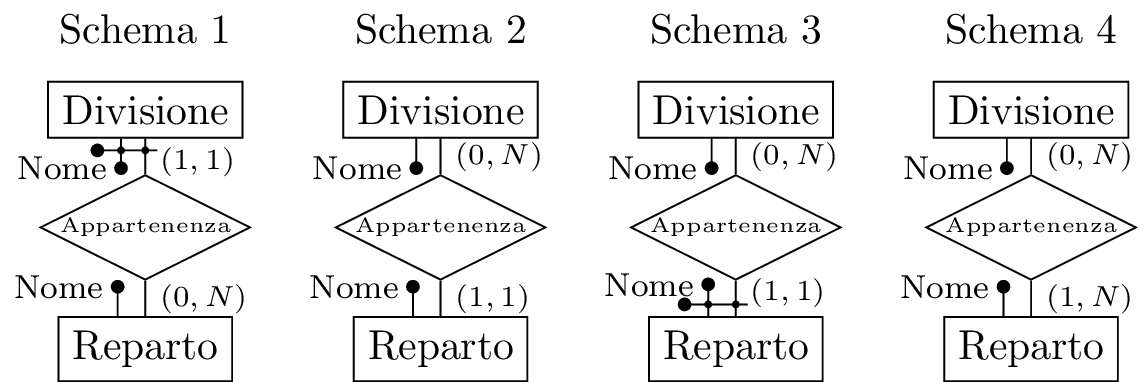 Schema 1 Schema 2 Schema 3 Schema 4
Divisione Divisione Divisione Divisione
Nome (1, 1) Nome (0, N) Nome (0, N) Nome (0, N)
Appartenenza Appartenenza Appartenenza Appartenenza
Nome (0, N) Nome (1, 1) Nome (1, 1) Nome (1, N)
Reparto Reparto Reparto Reparto